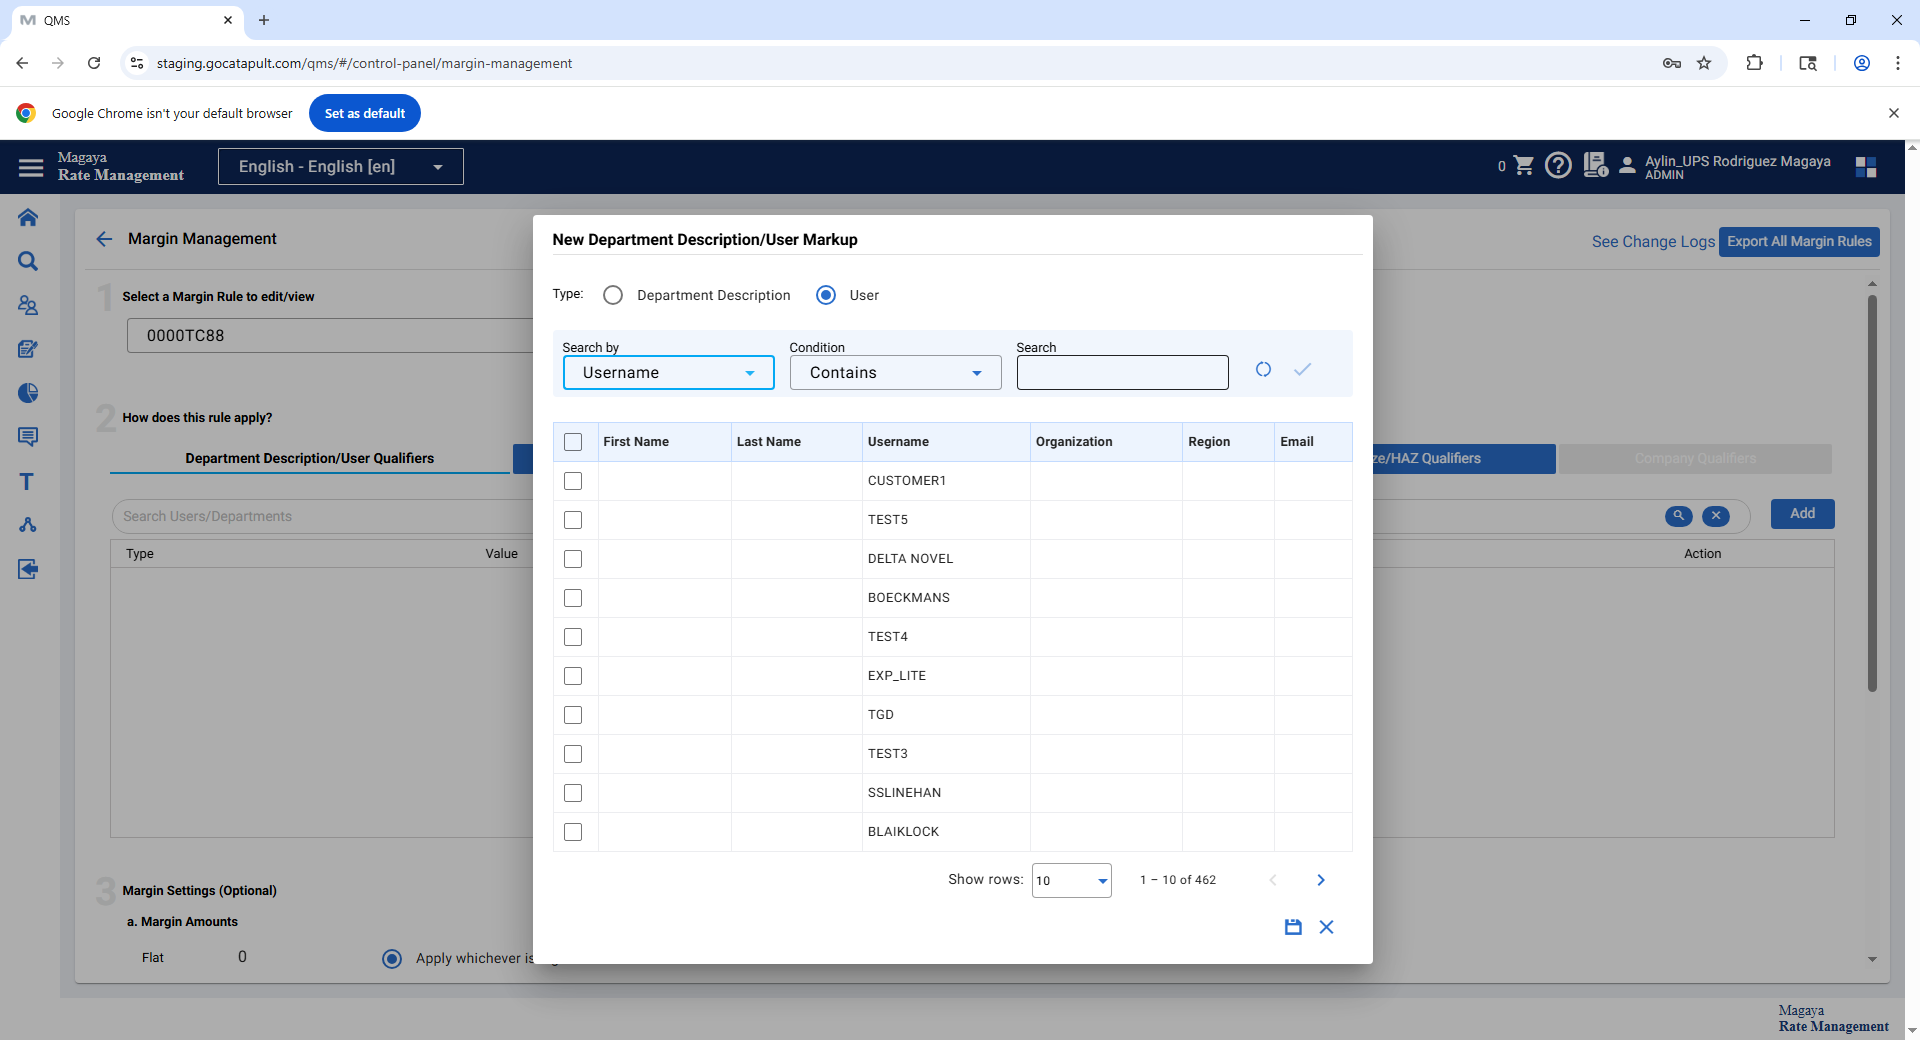 QMS
staging.gocatapult.com/qms/#/control-panel/margin-management
Google Chrome isn't your default browser
Set as default
Magaya
Rate Management
English - English [en]
0
Aylin_UPS Rodriguez Magaya
ADMIN
Margin Management
See Change Logs
Export All Margin Rules
1
Select a Margin Rule to edit/view
0000TC88
2
How does this rule apply?
Department Description/User Qualifiers
ze/HAZ Qualifiers
Company Qualifiers
Search Users/Departments
Add
Type
Value
Action
3
Margin Settings (Optional)
a. Margin Amounts
Flat
0
Apply whichever is
New Department Description/User Markup
Type:
Department Description
User
Search by
Condition
Search
Username
Contains
First Name
Last Name
Username
Organization
Region
Email
CUSTOMER1
TEST5
DELTA NOVEL
BOECKMANS
TEST4
EXP_LITE
TGD
TEST3
SSLINEHAN
BLAIKLOCK
Show rows:
10
1 – 10 of 462
Magaya
Rate Management